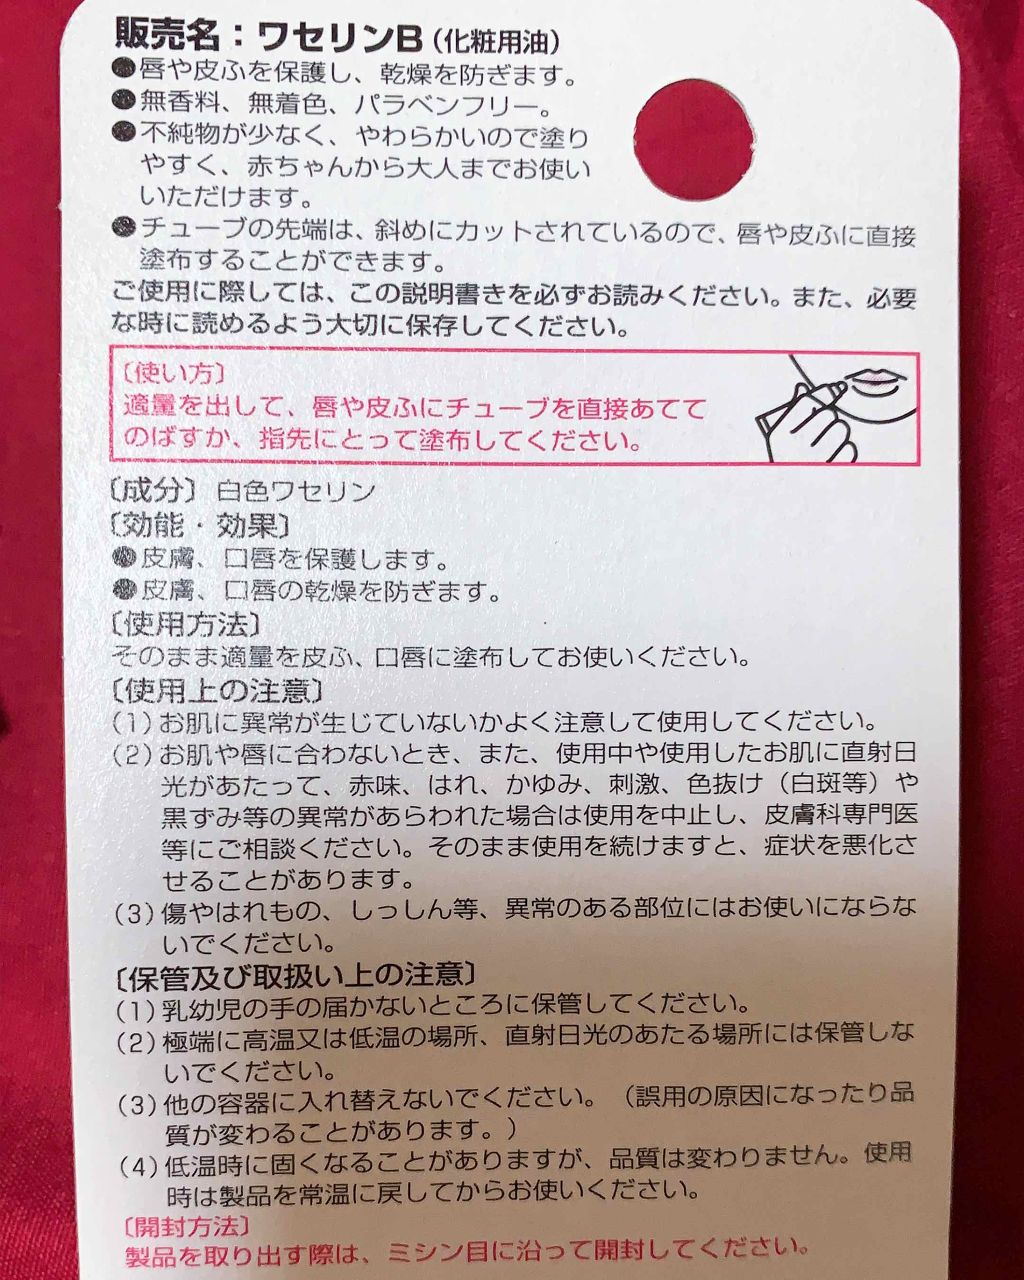 販売名：ワセリンB（化粧用油）
●唇や皮ふを保護し、乾燥を防ぎます。
●無香料、無着色、パラベンフリー。
●不純物が少なく、やわらかいので塗り
やすく、赤ちゃんから大人までお使い
いただけます。
●チューブの先端は、斜めにカットされているので、唇や皮ふに直接
塗布することができます。
ご使用に際しては、この説明書きを必ずお読みください。また、必要
な時に読めるよう大切に保存してください。
〔使い方〕
適量を出して、唇や皮ふにチューブを直接あてて
のばすか、指先にとって塗布してください。
〔成分〕白色ワセリン
〔効能・効果〕
●皮膚、口唇を保護します。
●皮膚、口唇の乾燥を防ぎます。
〔使用方法〕
そのまま適量を皮ふ、口唇に塗布してお使いください。
〔使用上の注意〕
（1）お肌に異常が生じていないかよく注意して使用してください。
（2）お肌や唇に合わないとき、また、使用中や使用したお肌に直射日
光があたって、赤味、はれ、かゆみ、刺激、色抜け（白斑等）や
黒ずみ等の異常があらわれた場合は使用を中止し、皮膚科専門医
等にご相談ください。そのまま使用を続けますと、症状を悪化さ
せることがあります。
（3）傷やはれもの、しっしん等、異常のある部位にはお使いにならな
いでください。
〔保管及び取扱い上の注意〕
（1）乳幼児の手の届かないところに保管してください。
（2）極端に高温又は低温の場所、直射日光のあたる場所には保管しな
いでください。
（3）他の容器に入れ替えないでください。（誤用の原因になったり品
質が変わることがあります。）
（4）低温時に固くなることがありますが、品質は変わりません。使用
時は製品を常温に戻してからお使いください。
〔開封方法〕
製品を取り出す際は、ミシン目に沿って開封してください。